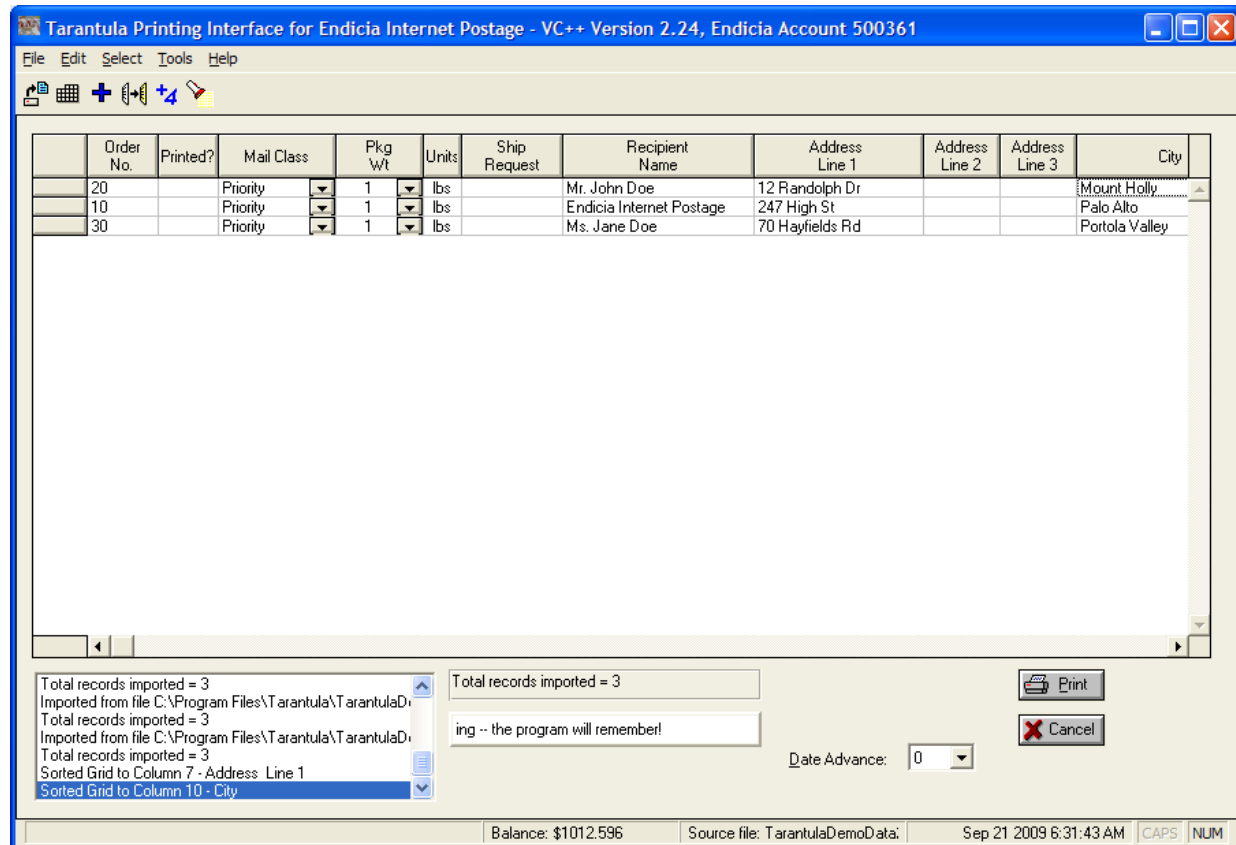 Tarantula Printing Interface for Endicia Internet Postage - VC++ Version 2.24, Endicia Account 500361
File Edit Select Tools Help
+4
Order No. Printed? Mail Class Pkg Wt Units Ship Request Recipient Name Address Line 1 Address Line 2 Address Line 3 City
20 Priority 1 lbs Mr. John Doe 12 Randolph Dr Mount Holly
10 Priority 1 lbs Endicia Internet Postage 247 High St Palo Alto
30 Priority 1 lbs Ms. Jane Doe 70 Hayfields Rd Portola Valley
Total records imported = 3
Imported from file C:\Program Files\Tarantula\TarantulaD
Total records imported = 3
Imported from file C:\Program Files\Tarantula\TarantulaD
Total records imported = 3
Sorted Grid to Column 7 - Address Line 1
Sorted Grid to Column 10 - City
Total records imported = 3
ing -- the program will remember!
Print
Cancel
Date Advance: 0
Balance: $1012.596 Source file: TarantulaDemoData Sep 21 2009 6:31:43 AM CAPS NUM